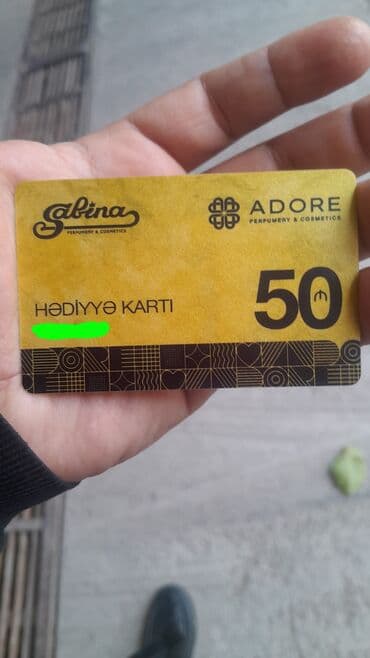 Sabina
PERFUMERY & COSMETICS
ADORE
PERFUMERY & COSMETICS
HƏDİYYƏ KARTI
50 ₼